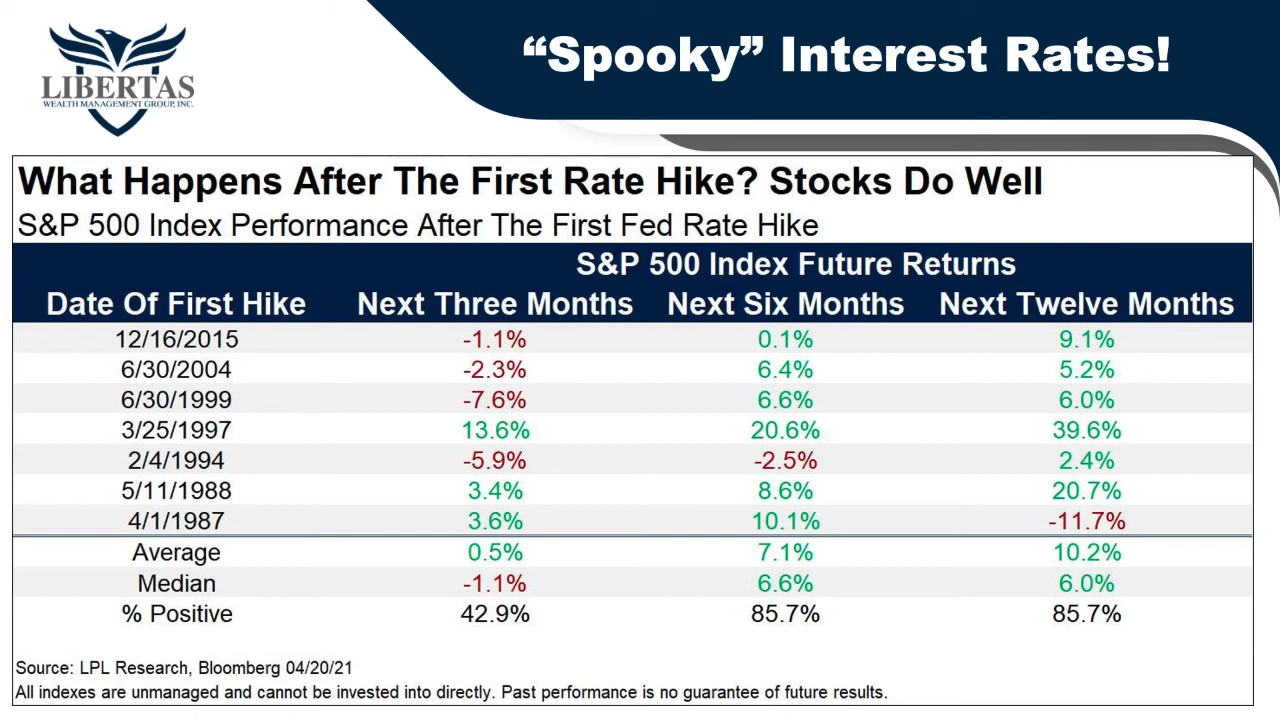 LIBERTAS
WEALTH MANAGEMENT GROUP, INC.
“Spooky” Interest Rates!
What Happens After The First Rate Hike? Stocks Do Well
S&P 500 Index Performance After The First Fed Rate Hike
S&P 500 Index Future Returns
Date Of First Hike Next Three Months Next Six Months Next Twelve Months
12/16/2015 -1.1% 0.1% 9.1%
6/30/2004 -2.3% 6.4% 5.2%
6/30/1999 -7.6% 6.6% 6.0%
3/25/1997 13.6% 20.6% 39.6%
2/4/1994 -5.9% -2.5% 2.4%
5/11/1988 3.4% 8.6% 20.7%
4/1/1987 3.6% 10.1% -11.7%
Average 0.5% 7.1% 10.2%
Median -1.1% 6.6% 6.0%
% Positive 42.9% 85.7% 85.7%
Source: LPL Research, Bloomberg 04/20/21
All indexes are unmanaged and cannot be invested into directly. Past performance is no guarantee of future results.